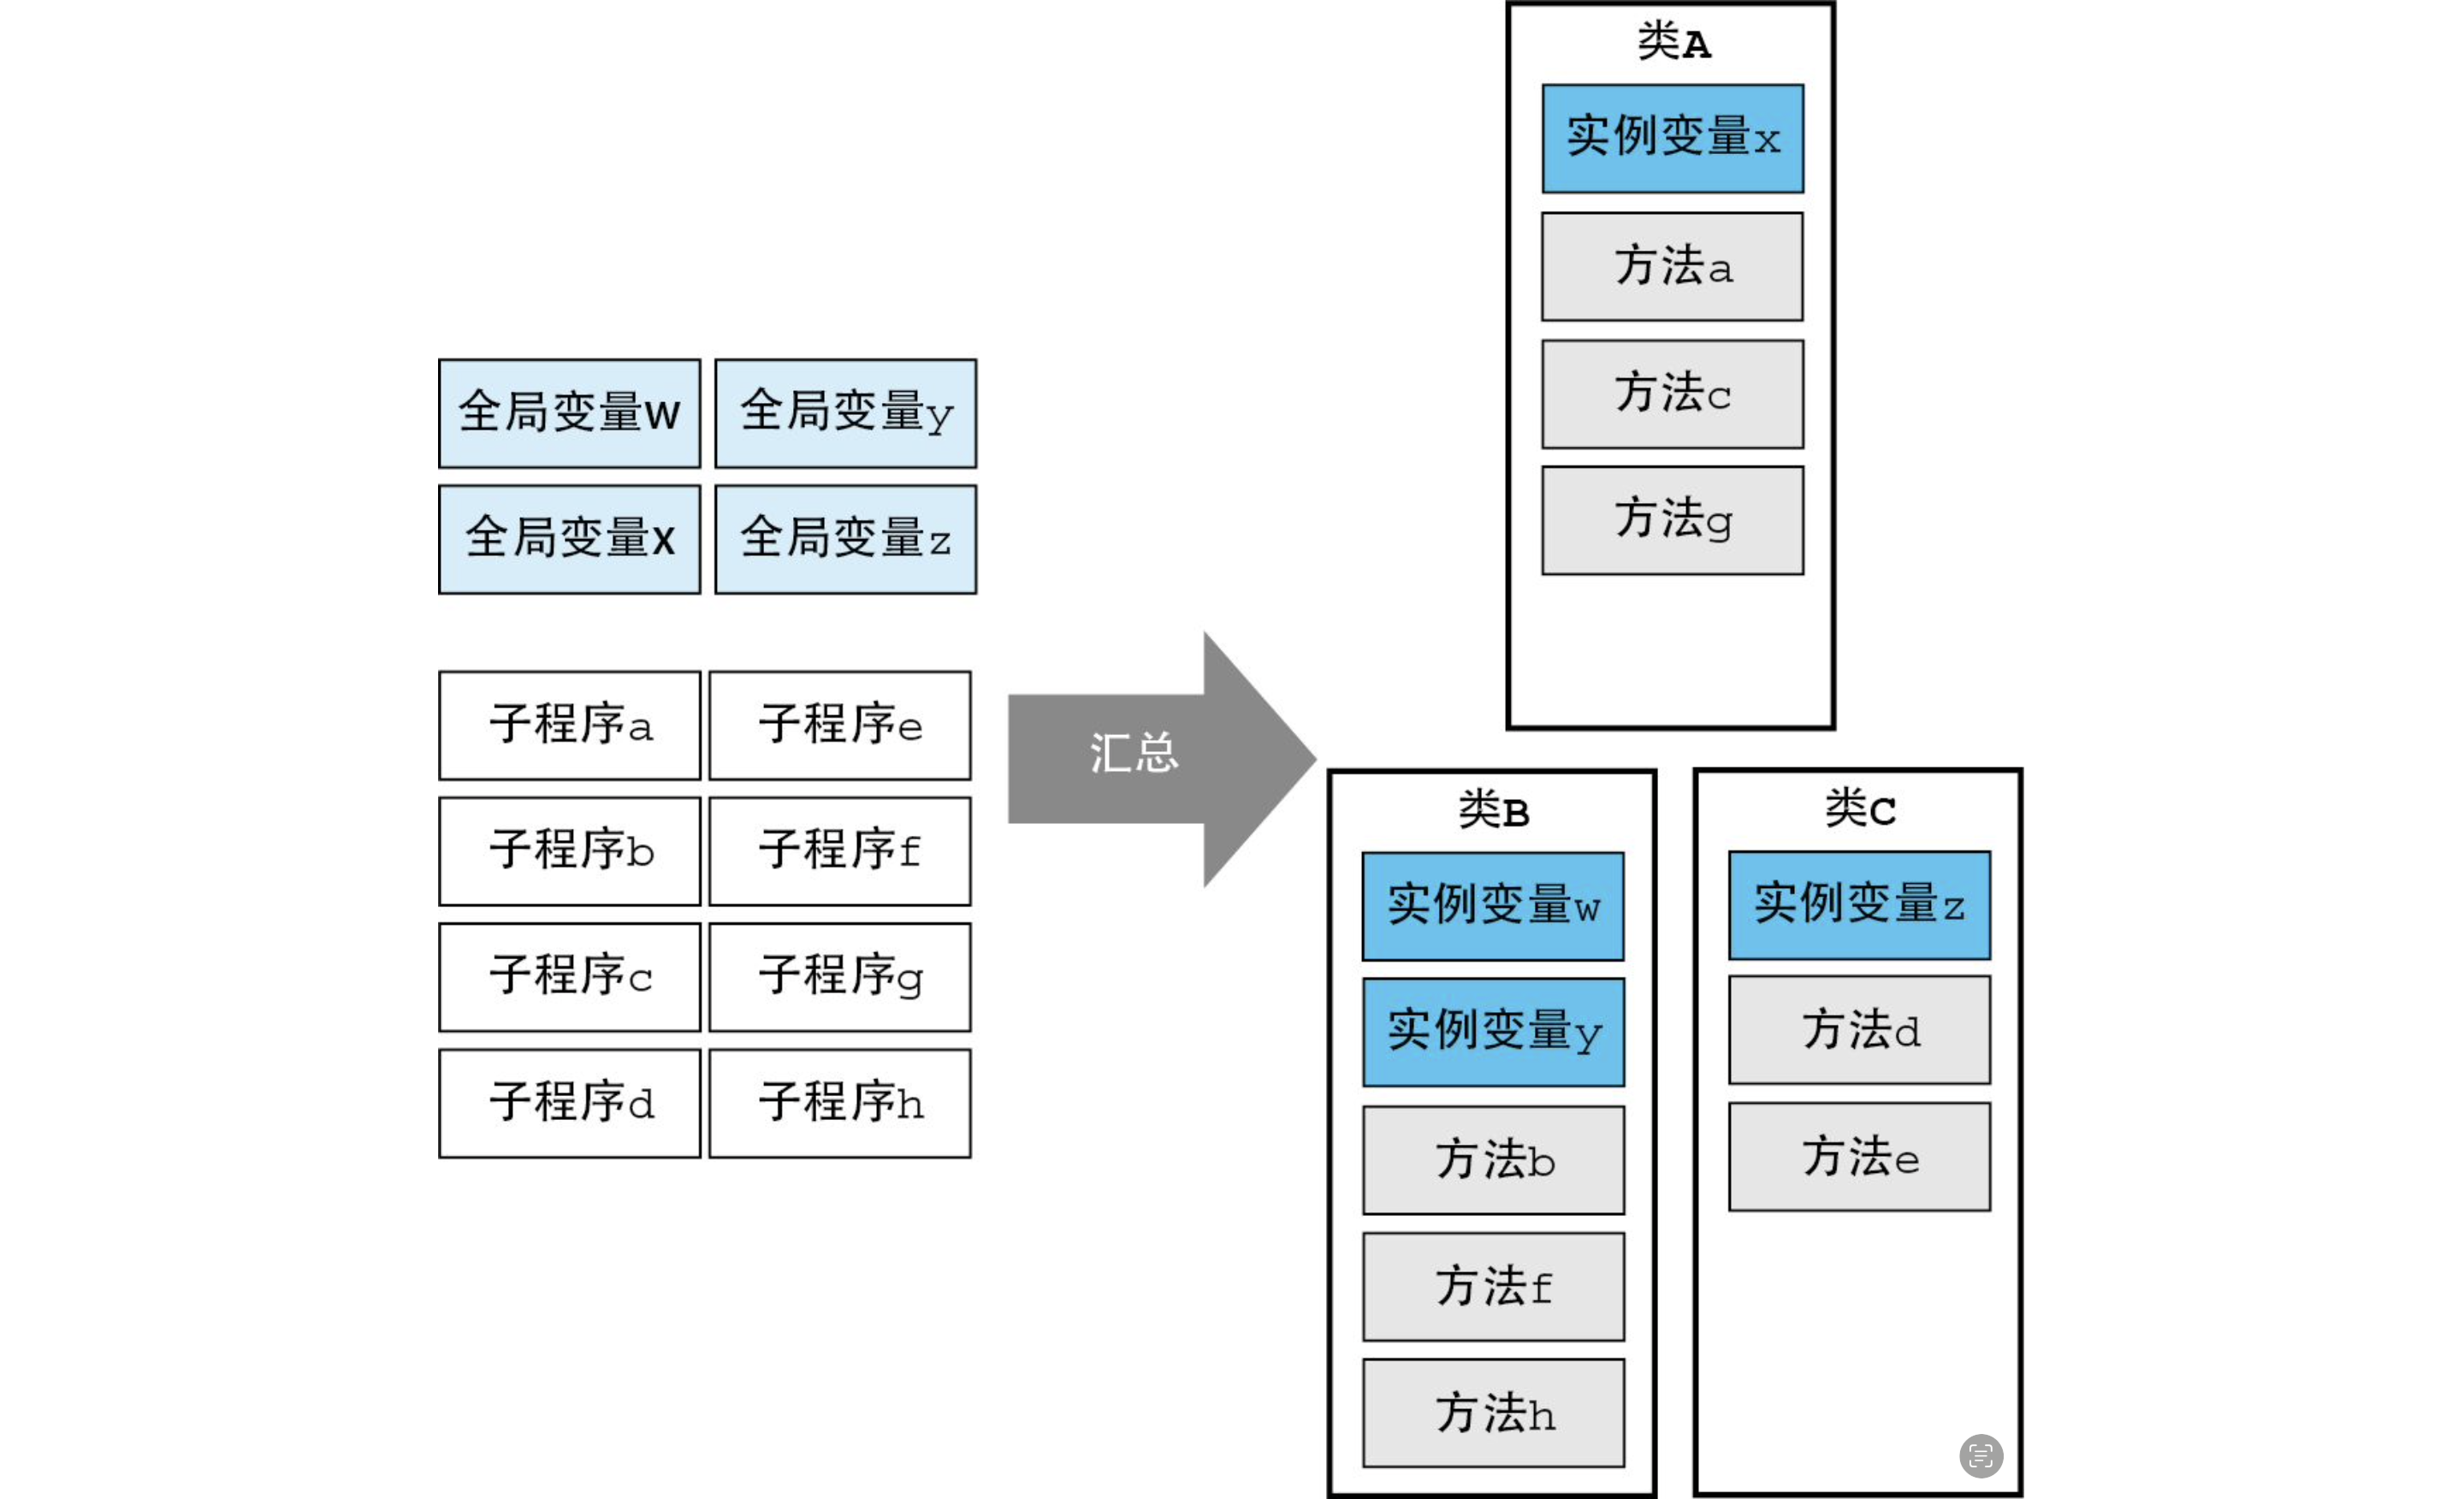 全局变量w
全局变量y
全局变量x
全局变量z
子程序a
子程序e
子程序b
子程序f
子程序c
子程序g
子程序d
子程序h
汇总
类A
实例变量x
方法a
方法c
方法g
类B
实例变量w
实例变量y
方法b
方法f
方法h
类C
实例变量z
方法d
方法e